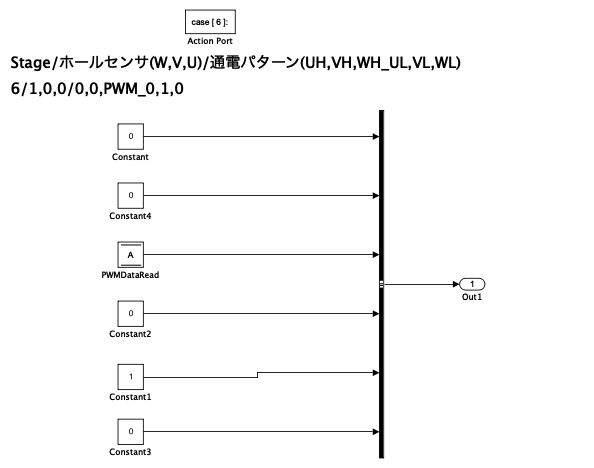 case [ 6 ]:
Action Port
Stage/ホールセンサ(W,V,U)/通電パターン(UH,VH,WH_UL,VL,WL)
6/1,0,0/0,0,PWM_0,1,0
0
Constant
0
Constant4
A
PWMDataRead
0
Constant2
1
Constant1
0
Constant3
1
Out1